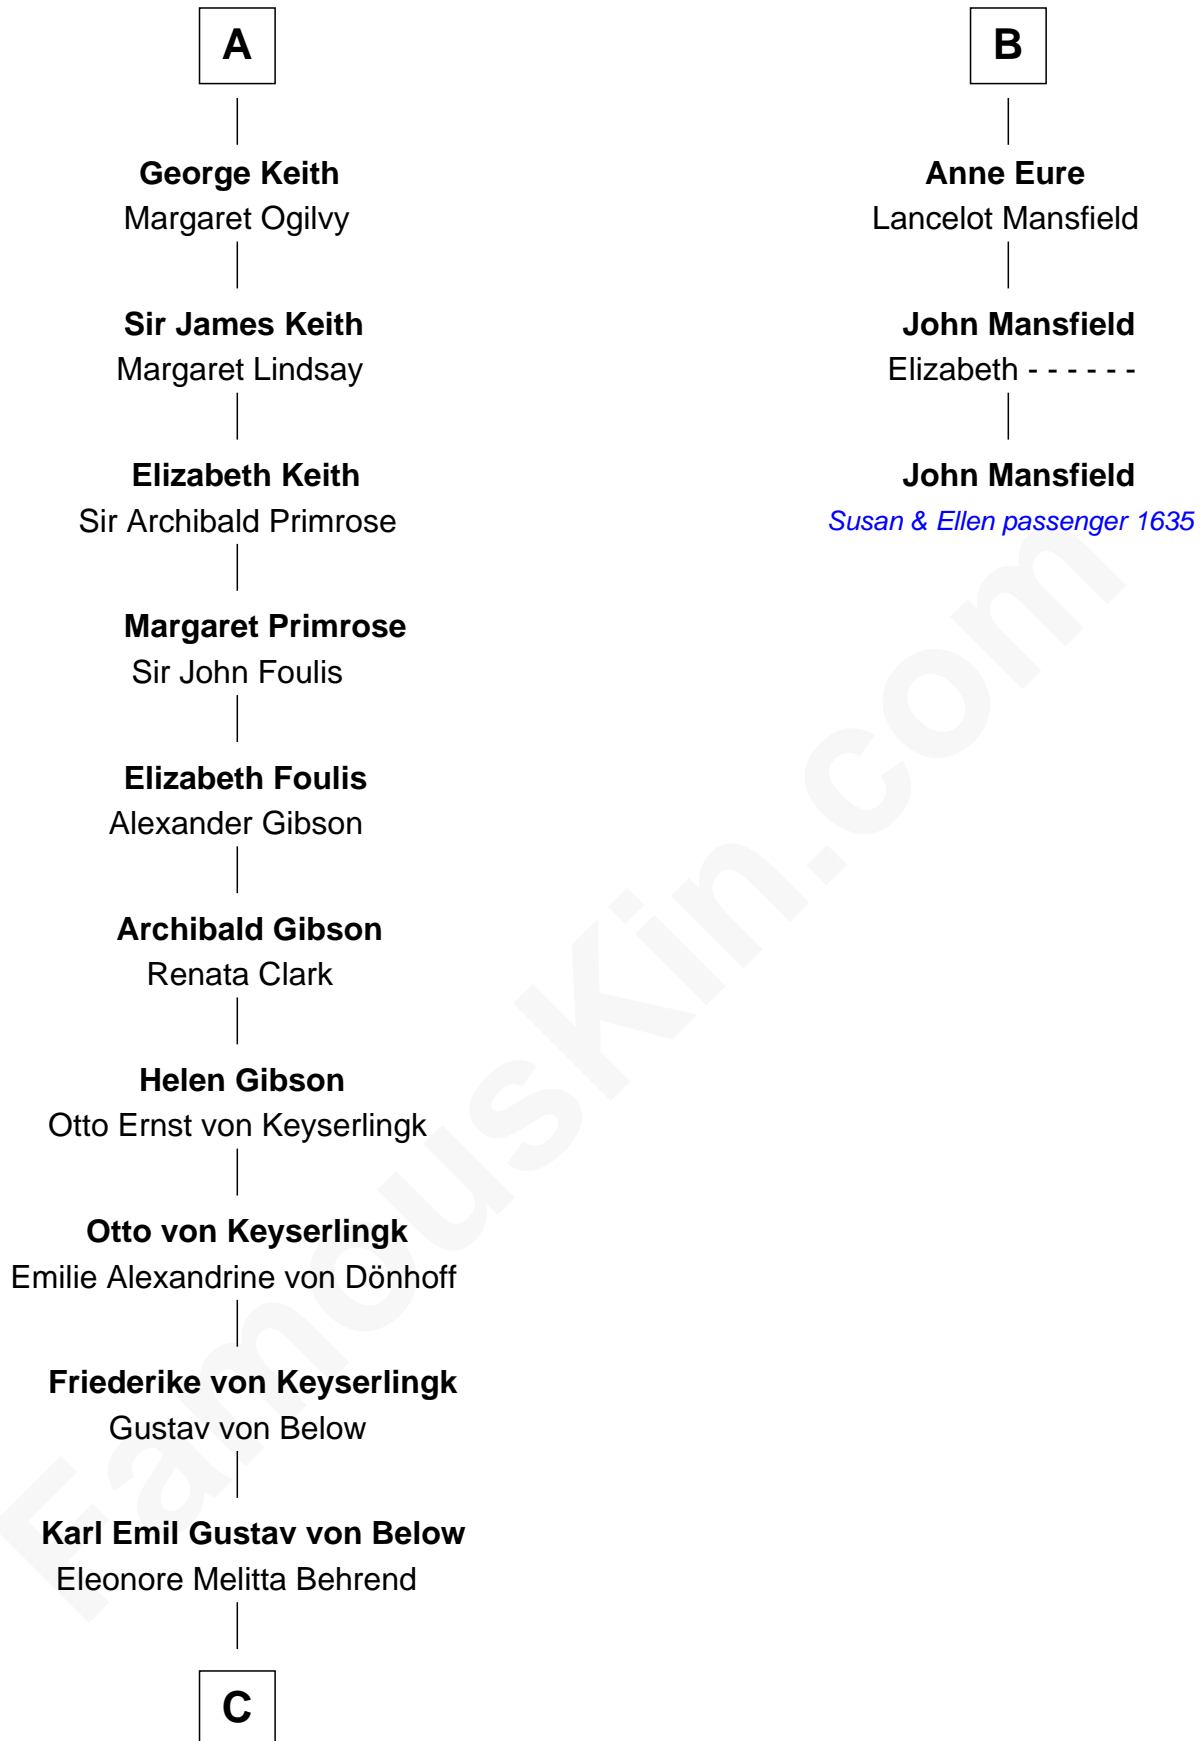 A
George Keith
Margaret Ogilvy
Sir James Keith
Margaret Lindsay
Elizabeth Keith
Sir Archibald Primrose
Margaret Primrose
Sir John Foulis
Elizabeth Foulis
Alexander Gibson
Archibald Gibson
Renata Clark
Helen Gibson
Otto Ernst von Keyserlingk
Otto von Keyserlingk
Emilie Alexandrine von Dönhoff
Friederike von Keyserlingk
Gustav von Below
Karl Emil Gustav von Below
Eleonore Melitta Behrend
C
B
Anne Eure
Lancelot Mansfield
John Mansfield
Elizabeth - - - - - -
John Mansfield
Susan & Ellen passenger 1635
FamousKin.com